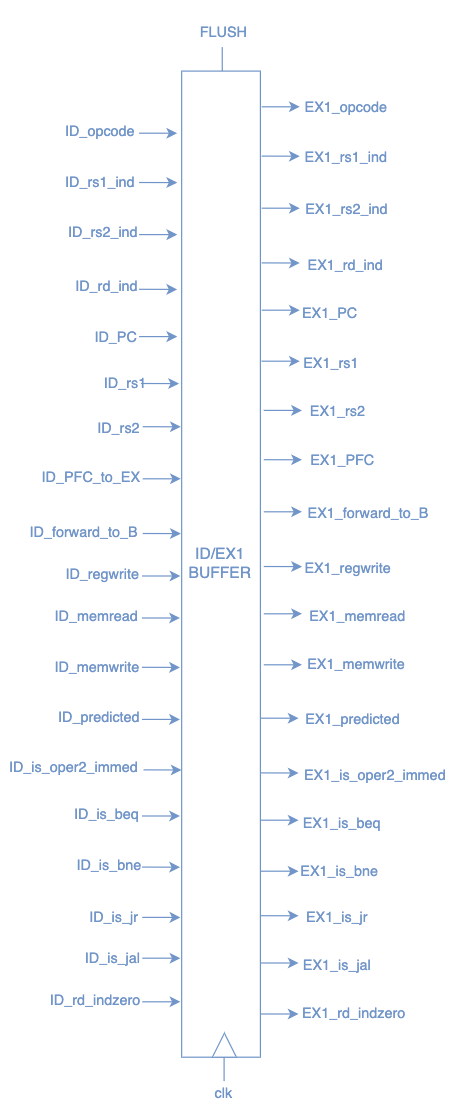 FLUSH
ID_opcode
ID_rs1_ind
ID_rs2_ind
ID_rd_ind
ID_PC
ID_rs1
ID_rs2
ID_PFC_to_EX
ID_forward_to_B
ID_regwrite
ID_memread
ID_memwrite
ID_predicted
ID_is_oper2_immed
ID_is_beq
ID_is_bne
ID_is_jr
ID_is_jal
ID_rd_indzero
ID/EX1
BUFFER
EX1_opcode
EX1_rs1_ind
EX1_rs2_ind
EX1_rd_ind
EX1_PC
EX1_rs1
EX1_rs2
EX1_PFC
EX1_forward_to_B
EX1_regwrite
EX1_memread
EX1_memwrite
EX1_predicted
EX1_is_oper2_immed
EX1_is_beq
EX1_is_bne
EX1_is_jr
EX1_is_jal
EX1_rd_indzero
clk